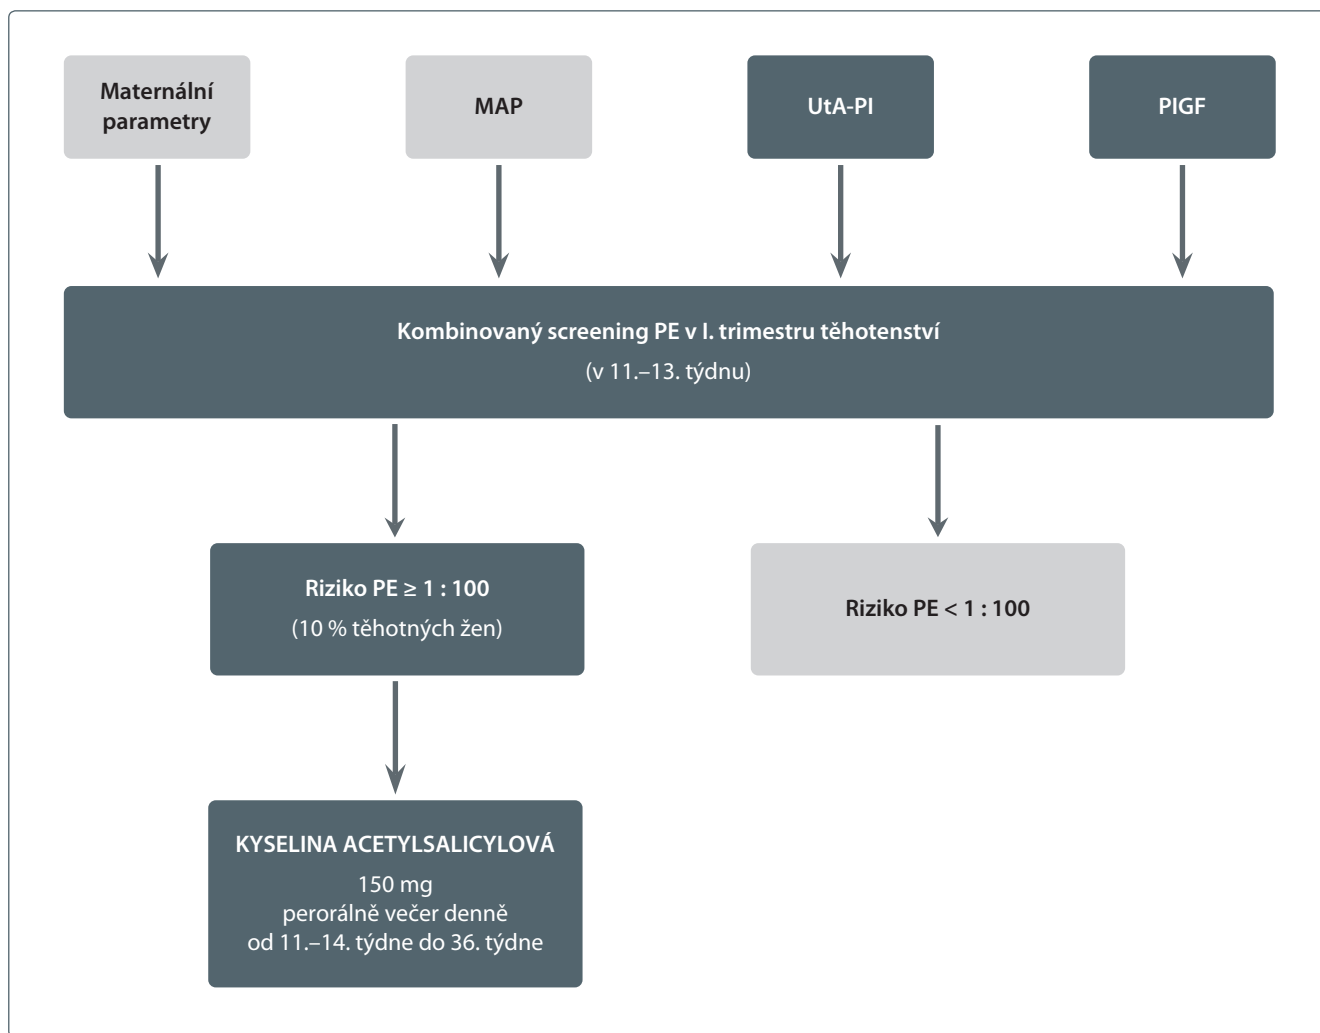 Maternální
parametry
MAP
UtA-PI
PIGF
Kombinovaný screening PE v I. trimestru těhotenství
(v 11.–13. týdnu)
Riziko PE ≥ 1 : 100
(10 % těhotných žen)
Riziko PE < 1 : 100
KYSELINA ACETYLSALICYLOVÁ
150 mg
perorálně večer denně
od 11.–14. týdne do 36. týdne